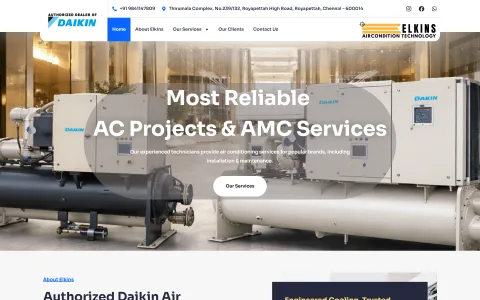 AUTHORIZED DEALER OF
DAIKIN
+91 9841147809
Thirumala Complex, No.239/133, Royapettah High Road, Royapettah, Chennai - 600014
Home
About Elkins
Our Services
Our Clients
Contact Us
ELKINS
AIRCONDITION TECHNOLOGY
DAIKIN
DAIKIN
DAIKIN
Most Reliable
AC Projects & AMC Services
Our experienced technicians provide air conditioning services for popular brands, including
installation & maintenance.
Our Services
About Elkins
Authorized Daikin Air
Engineered Cooling. Trusted